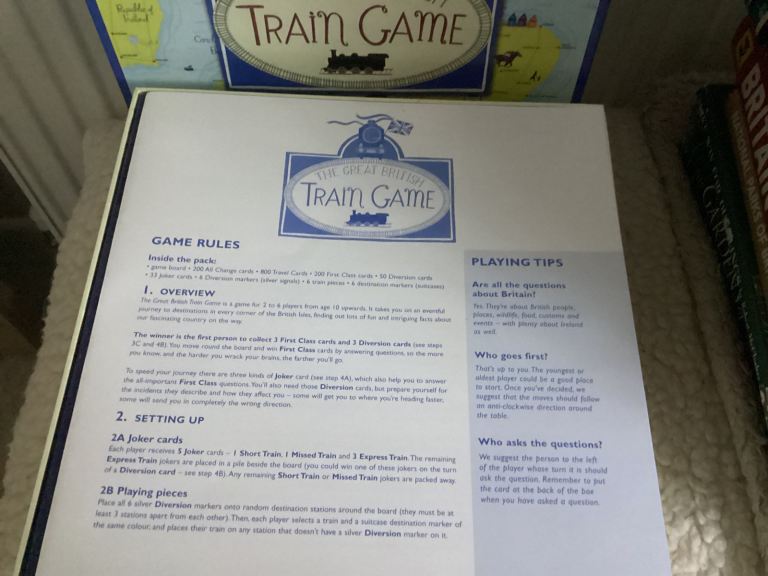 Republic of
Ireland
TRAIN GAME
BRITAIN
THE GREAT BRITISH
TRAIN GAME
GAME RULES
Inside the pack:
• game board • 200 All Change cards • 800 Travel Cards • 200 First Class cards • 50 Diversion cards
• 33 Joker cards • 6 Diversion markers (silver signals) • 6 train pieces • 6 destination markers (suitcases)
1. OVERVIEW
The Great British Train Game is a game for 2 to 6 players from age 10 upwards. It takes you on an eventful
journey to destinations in every corner of the British Isles, finding out lots of fun and intriguing facts about
our fascinating country on the way.
The winner is the first person to collect 3 First Class cards and 3 Diversion cards (see steps
3C and 4B). You move round the board and win First Class cards by answering questions, so the more
you know, and the harder you wrack your brains, the farther you'll go.
To speed your journey there are three kinds of Joker card (see step 4A), which also help you to answer
the all-important First Class questions. You'll also need those Diversion cards, but prepare yourself for
the incidents they describe and how they affect you – some will get you to where you're heading faster,
some will send you in completely the wrong direction.
2. SETTING UP
2A Joker cards
Each player receives 5 Joker cards – 1 Short Train, 1 Missed Train and 3 Express Train. The remaining
Express Train jokers are placed in a pile beside the board (you could win one of these jokers on the turn
of a Diversion card – see step 4B). Any remaining Short Train or Missed Train jokers are packed away.
2B Playing pieces
Place all 6 silver Diversion markers onto random destination stations around the board (they must be at
least 3 stations apart from each other). Then, each player selects a train and a suitcase destination marker of
the same colour, and places their train on any station that doesn't have a silver Diversion marker on it.
PLAYING TIPS
Are all the questions
about Britain?
Yes. They're about British people,
places, wildlife, food, customs and
events – with plenty about Ireland
as well.
Who goes first?
That's up to you. The youngest or
oldest player could be a good place
to start. Once you've decided, we
suggest that the moves should follow
an anti-clockwise direction around
the table.
Who asks the questions?
We suggest the person to the left
of the player whose turn it is should
ask the question. Remember to put
the card at the back of the box
when you have asked a question.